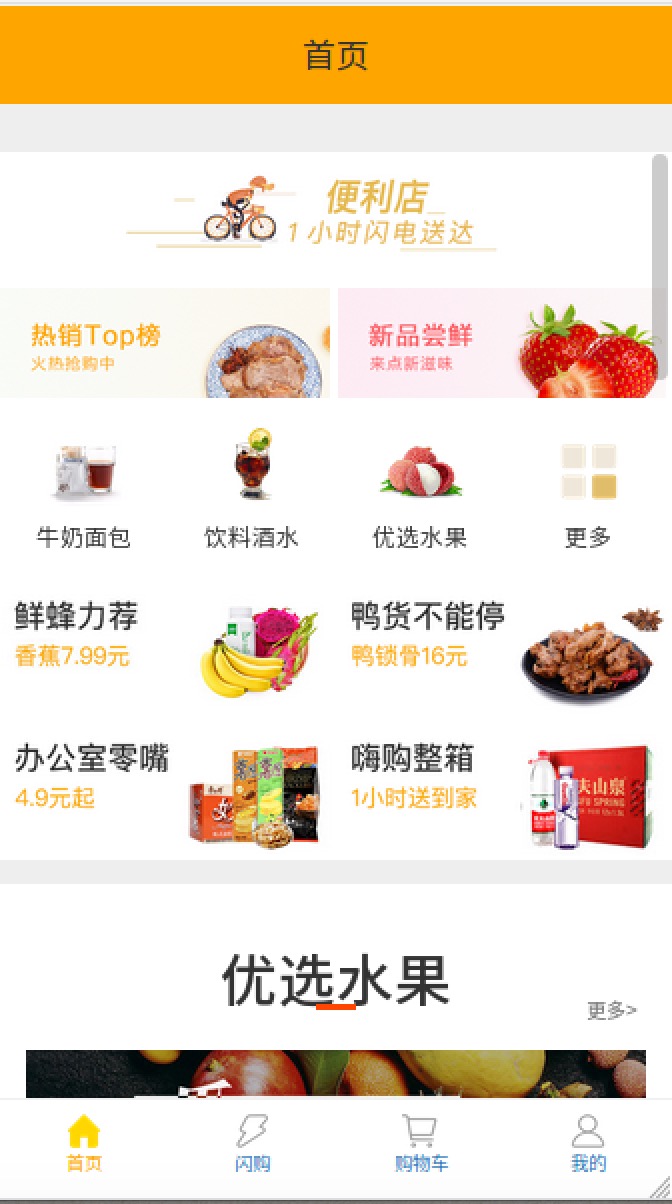 首页
便利店
1小时闪电送达
热销Top榜
火热抢购中
新品尝鲜
来点新滋味
牛奶面包
饮料酒水
优选水果
更多
鲜蜂力荐
香蕉7.99元
鸭货不能停
鸭锁骨16元
办公室零嘴
4.9元起
嗨购整箱
1小时送到家
夫山泉
FU SPRING
优选水果
更多>
首页
闪购
购物车
我的